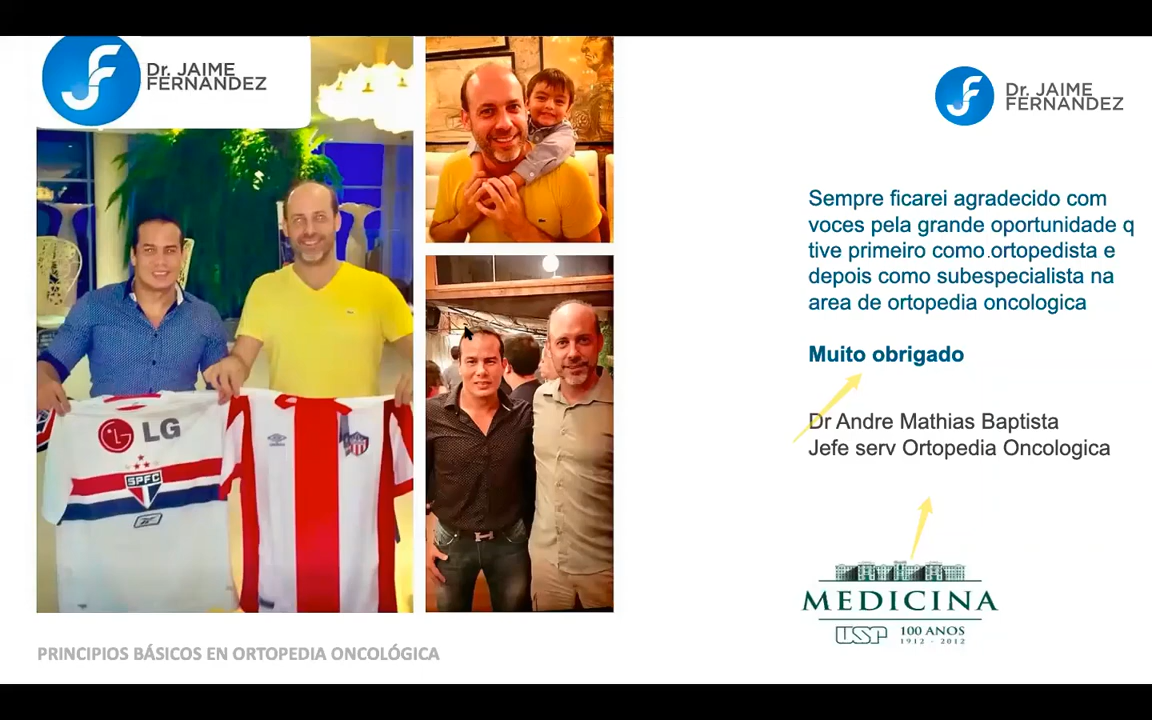 Dr. JAIME
FERNANDEZ
LG
SPFC
Dr. JAIME
FERNANDEZ
Sempre ficarei agradecido com
voces pela grande oportunidade q
tive primeiro como ortopedista e
depois como subespecialista na
area de ortopedia oncologica
Muito obrigado
Dr Andre Mathias Baptista
Jefe serv Ortopedia Oncologica
MEDICINA
USP 100 ANOS
1912 - 2012
PRINCIPIOS BÁSICOS EN ORTOPEDIA ONCOLÓGICA